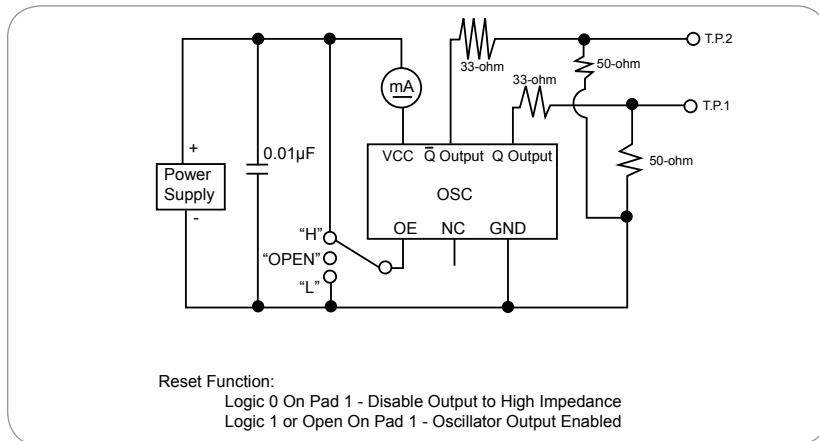 T.P.2
33-ohm
50-ohm
33-ohm
T.P.1
mA
+
0.01µF
VCC Q̅ Output Q Output
50-ohm
Power
Supply
OSC
-
OE NC GND
"H"
"OPEN"
"L"
Reset Function:
Logic 0 On Pad 1 - Disable Output to High Impedance
Logic 1 or Open On Pad 1 - Oscillator Output Enabled